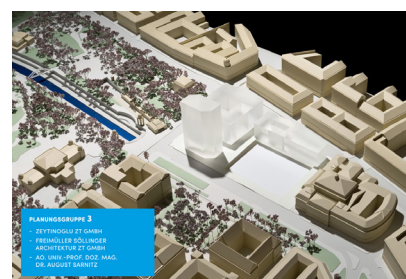 PLANUNGSGRUPPE 3
- ZEYTINOGLU ZT GMBH
- FREIMÜLLER SÖLLINGER
ARCHITEKTUR ZT GMBH
- AO. UNIV.-PROF. DOZ. MAG.
DR. AUGUST SARNITZ